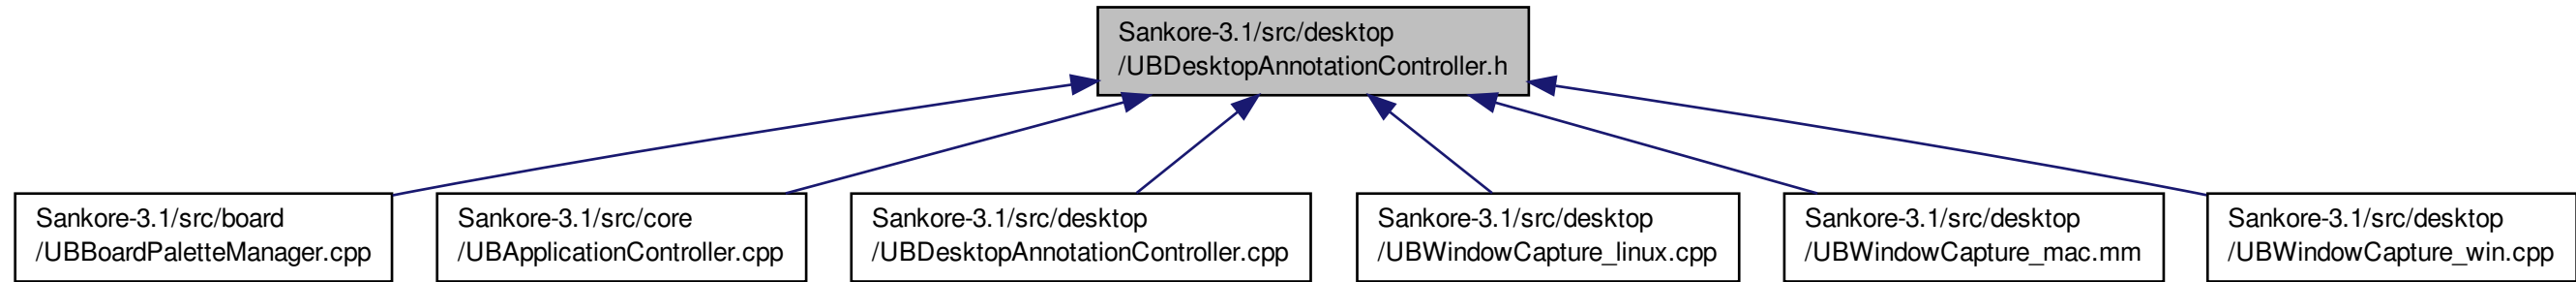 Sankore-3.1/src/desktop
/UBDesktopAnnotationController.h
Sankore-3.1/src/board
/UBBoardPaletteManager.cpp
Sankore-3.1/src/core
/UBApplicationController.cpp
Sankore-3.1/src/desktop
/UBDesktopAnnotationController.cpp
Sankore-3.1/src/desktop
/UBWindowCapture_linux.cpp
Sankore-3.1/src/desktop
/UBWindowCapture_mac.mm
Sankore-3.1/src/desktop
/UBWindowCapture_win.cpp